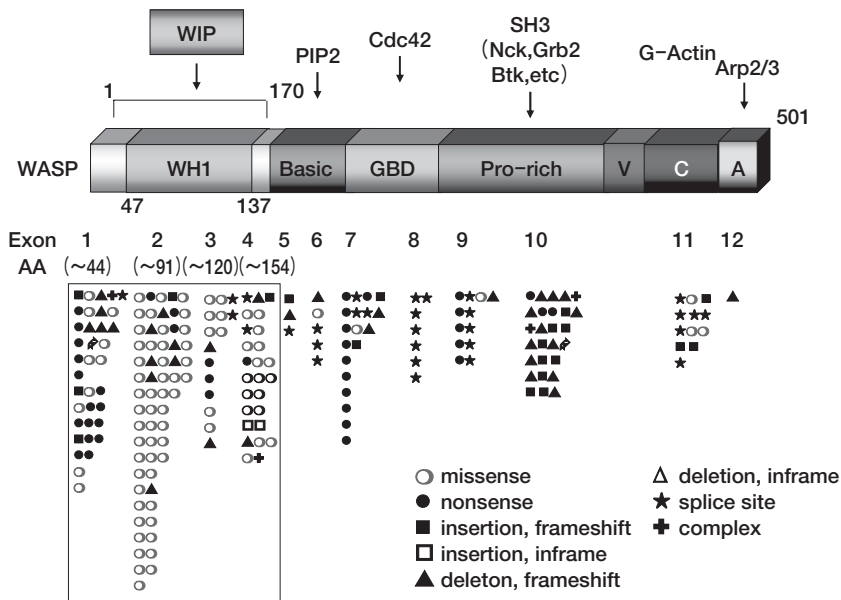 WIP
SH3
(Nck,Grb2
Btk,etc)
Cdc42
PIP2
G-Actin
Arp2/3
1
170
501
WASP
WH1
Basic
GBD
Pro-rich
V
C
A
47
137
Exon 1 2 3 4 5 6 7 8 9 10 11 12
AA (~44) (~91) (~120) (~154)
missense
nonsense
insertion, frameshift
insertion, inframe
deleton, frameshift
deletion, inframe
splice site
complex